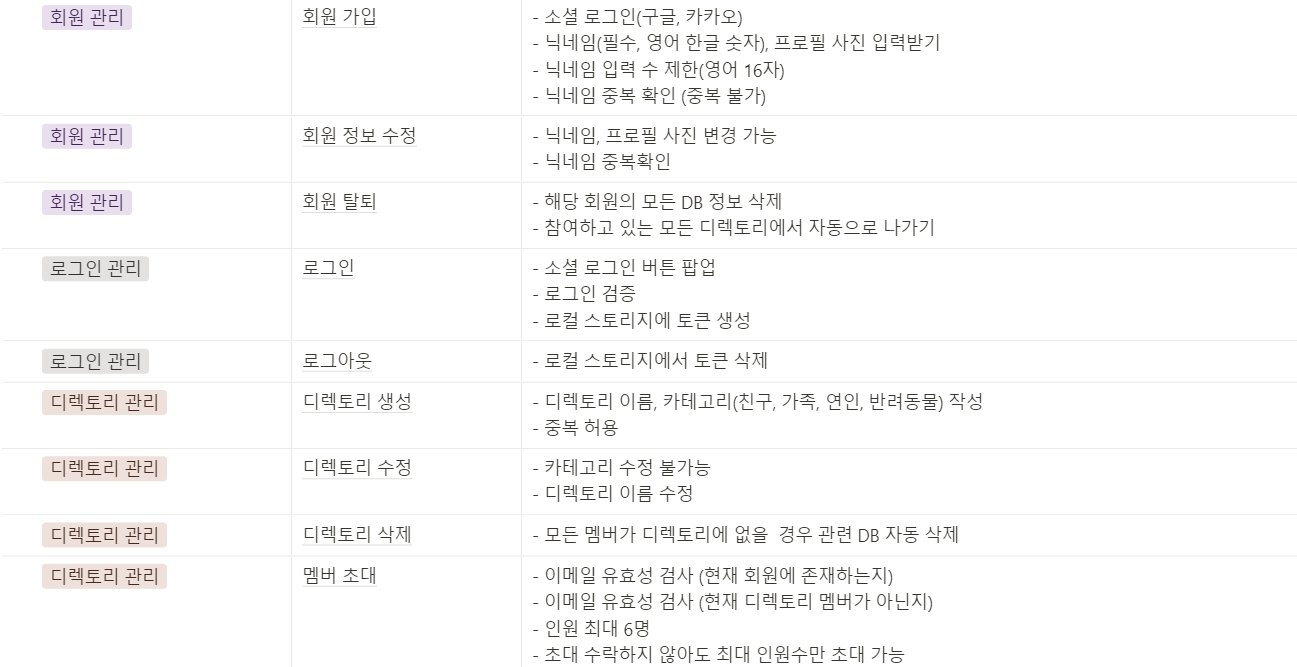 회원 관리
회원 가입
- 소셜 로그인(구글, 카카오)
- 닉네임(필수, 영어 한글 숫자), 프로필 사진 입력받기
- 닉네임 입력 수 제한(영어 16자)
- 닉네임 중복 확인 (중복 불가)
회원 관리
회원 정보 수정
- 닉네임, 프로필 사진 변경 가능
- 닉네임 중복확인
회원 관리
회원 탈퇴
- 해당 회원의 모든 DB 정보 삭제
- 참여하고 있는 모든 디렉토리에서 자동으로 나가기
로그인 관리
로그인
- 소셜 로그인 버튼 팝업
- 로그인 검증
- 로컬 스토리지에 토큰 생성
로그인 관리
로그아웃
- 로컬 스토리지에서 토큰 삭제
디렉토리 관리
디렉토리 생성
- 디렉토리 이름, 카테고리(친구, 가족, 연인, 반려동물) 작성
- 중복 허용
디렉토리 관리
디렉토리 수정
- 카테고리 수정 불가능
- 디렉토리 이름 수정
디렉토리 관리
디렉토리 삭제
- 모든 멤버가 디렉토리에 없을 경우 관련 DB 자동 삭제
디렉토리 관리
멤버 초대
- 이메일 유효성 검사 (현재 회원에 존재하는지)
- 이메일 유효성 검사 (현재 디렉토리 멤버가 아닌지)
- 인원 최대 6명
- 초대 수락하지 않아도 최대 인원수만 초대 가능